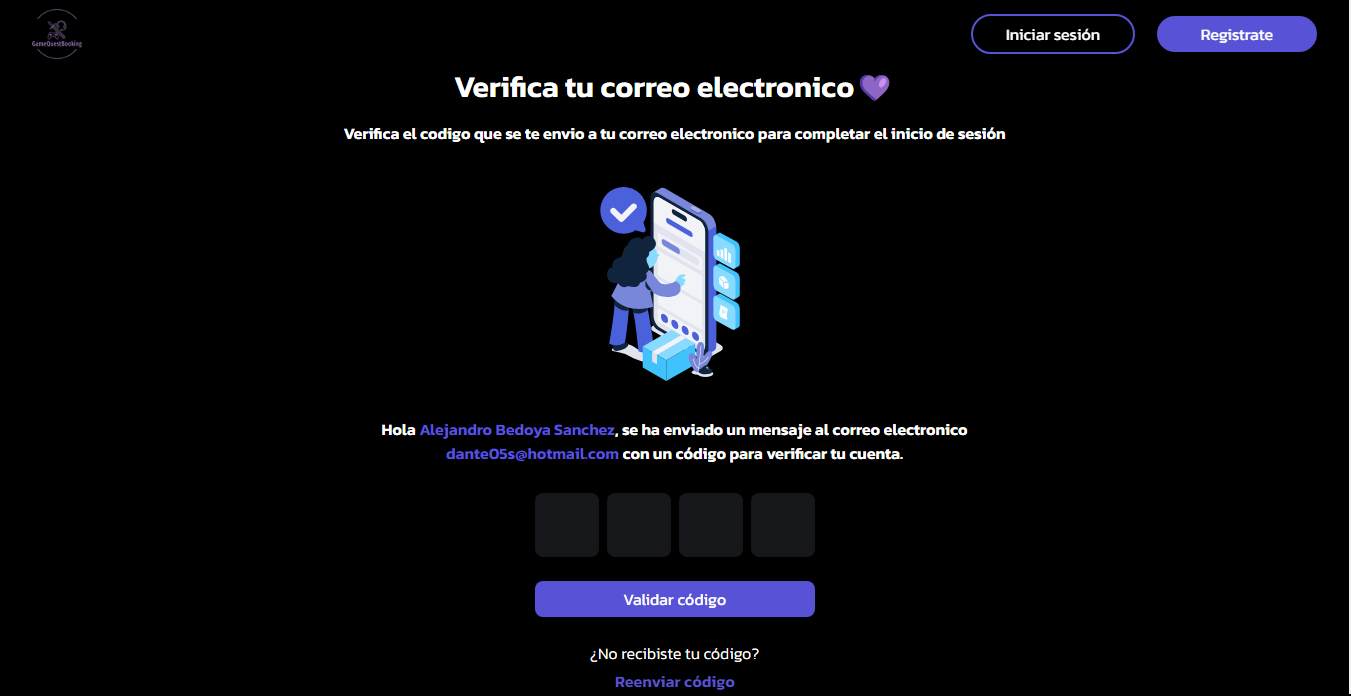 GameQuestBooking
Iniciar sesión
Registrate
Verifica tu correo electronico 💜
Verifica el codigo que se te envio a tu correo electronico para completar el inicio de sesión
Hola Alejandro Bedoya Sanchez, se ha enviado un mensaje al correo electronico
dante05s@hotmail.com con un código para verificar tu cuenta.
Validar código
¿No recibiste tu código?
Reenviar código